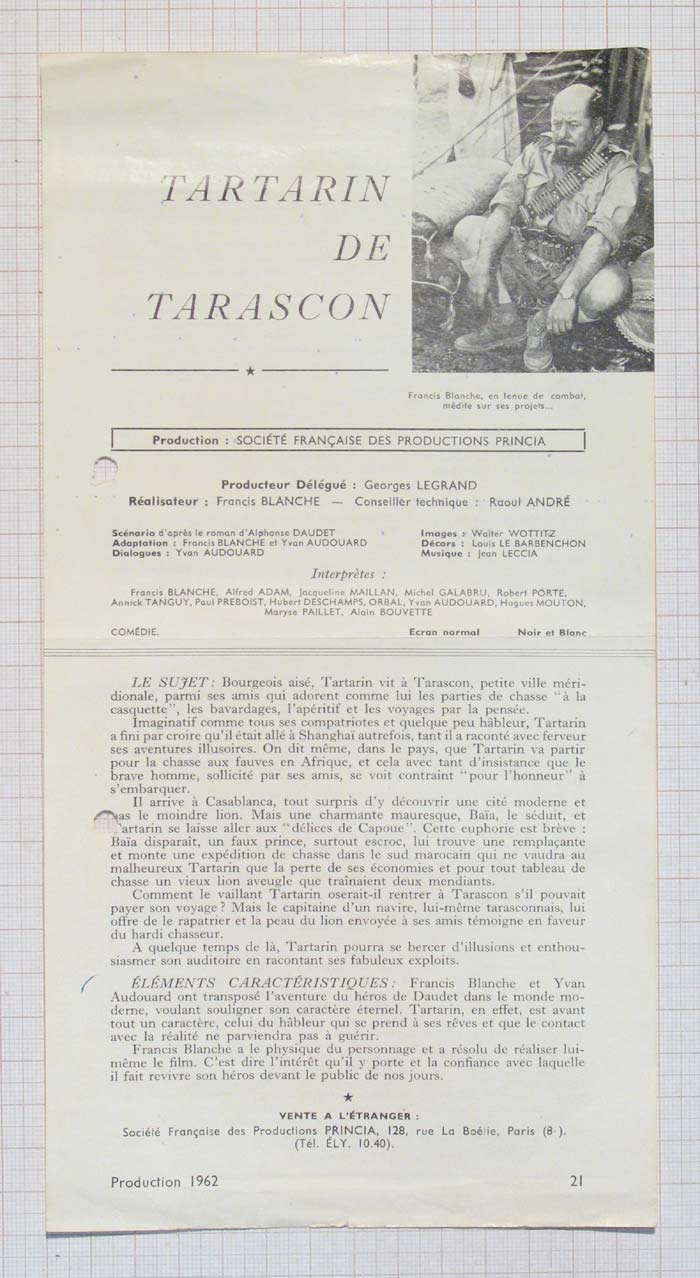 TARTARIN
DE
TARASCON
Francis Blanche, en tenue de combat,
médite sur ses projets...
Production : SOCIÉTÉ FRANÇAISE DES PRODUCTIONS PRINCIA
Producteur Délégué : Georges LEGRAND
Réalisateur : Francis BLANCHE — Conseiller technique : Raoul ANDRÉ
Scénario d'après le roman d'Alphonse DAUDET
Adaptation : Francis BLANCHE et Yvan AUDOUARD
Dialogues : Yvan AUDOUARD
Images : Walter WOTTITZ
Décors : Louis LE BARBENCHON
Musique : Jean LECCIA
Interprètes :
Francis BLANCHE, Alfred ADAM, Jacqueline MAILLAN, Michel GALABRU, Robert PORTE,
Annick TANGUY, Paul PREBOIST, Hubert DESCHAMPS, ORBAL, Yvan AUDOUARD, Hugues MOUTON,
Maryse PAILLET, Alain BOUVETTE
COMÉDIE. Ecran normal Noir et Blanc
LE SUJET : Bourgeois aisé, Tartarin vit à Tarascon, petite ville méri-
dionale, parmi ses amis qui adorent comme lui les parties de chasse "à la
casquette", les bavardages, l'apéritif et les voyages par la pensée.
Imaginatif comme tous ses compatriotes et quelque peu hâbleur, Tartarin
a fini par croire qu'il était allé à Shanghaï autrefois, tant il a raconté avec ferveur
ses aventures illusoires. On dit même, dans le pays, que Tartarin va partir
pour la chasse aux fauves en Afrique, et cela avec tant d'insistance que le
brave homme, sollicité par ses amis, se voit contraint "pour l'honneur" à
s'embarquer.
Il arrive à Casablanca, tout surpris d'y découvrir une cité moderne et
pas le moindre lion. Mais une charmante mauresque, Baïa, le séduit, et
Tartarin se laisse aller aux "délices de Capoue". Cette euphorie est brève :
Baïa disparaît, un faux prince, surtout escroc, lui trouve une remplaçante
et monte une expédition de chasse dans le sud marocain qui ne vaudra au
malheureux Tartarin que la perte de ses économies et pour tout tableau de
chasse un vieux lion aveugle que traînaient deux mendiants.
Comment le vaillant Tartarin oserait-il rentrer à Tarascon s'il pouvait
payer son voyage ? Mais le capitaine d'un navire, lui-même tarasconnais, lui
offre de le rapatrier et la peau du lion envoyée à ses amis témoigne en faveur
du hardi chasseur.
A quelque temps de là, Tartarin pourra se bercer d'illusions et enthou-
siasmer son auditoire en racontant ses fabuleux exploits.
ÉLÉMENTS CARACTÉRISTIQUES : Francis Blanche et Yvan
Audouard ont transposé l'aventure du héros de Daudet dans le monde mo-
derne, voulant souligner son caractère éternel. Tartarin, en effet, est avant
tout un caractère, celui du hâbleur qui se prend à ses rêves et que le contact
avec la réalité ne parviendra pas à guérir.
Francis Blanche a le physique du personnage et a résolu de réaliser lui-
même le film. C'est dire l'intérêt qu'il y porte et la confiance avec laquelle
il fait revivre son héros devant le public de nos jours.
VENTE A L'ÉTRANGER :
Société Française des Productions PRINCIA, 128, rue La Boétie, Paris (8e).
(Tél. ÉLY. 10.40).
Production 1962 21